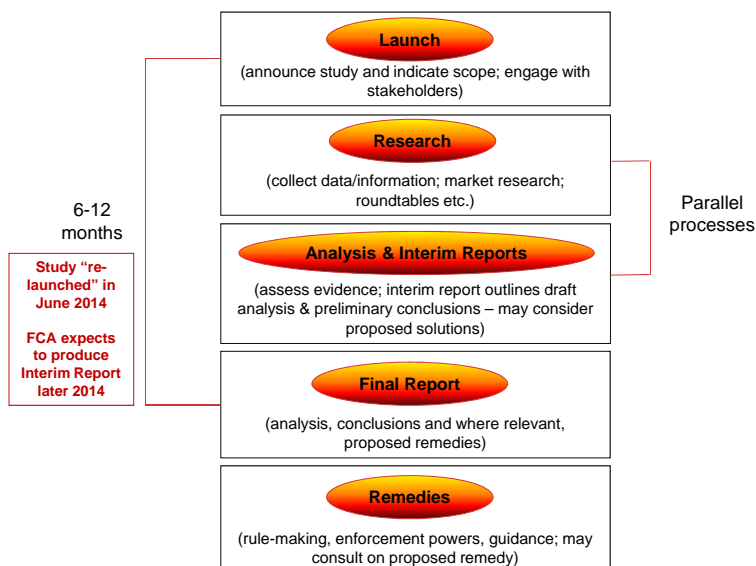 Launch
(announce study and indicate scope; engage with
stakeholders)
Research
(collect data/information; market research;
roundtables etc.)
6-12
months
Parallel
processes
Analysis & Interim Reports
(assess evidence; interim report outlines draft
analysis & preliminary conclusions – may consider
proposed solutions)
Study “re-
launched” in
June 2014
FCA expects
to produce
Interim Report
later 2014
Final Report
(analysis, conclusions and where relevant,
proposed remedies)
Remedies
(rule-making, enforcement powers, guidance; may
consult on proposed remedy)